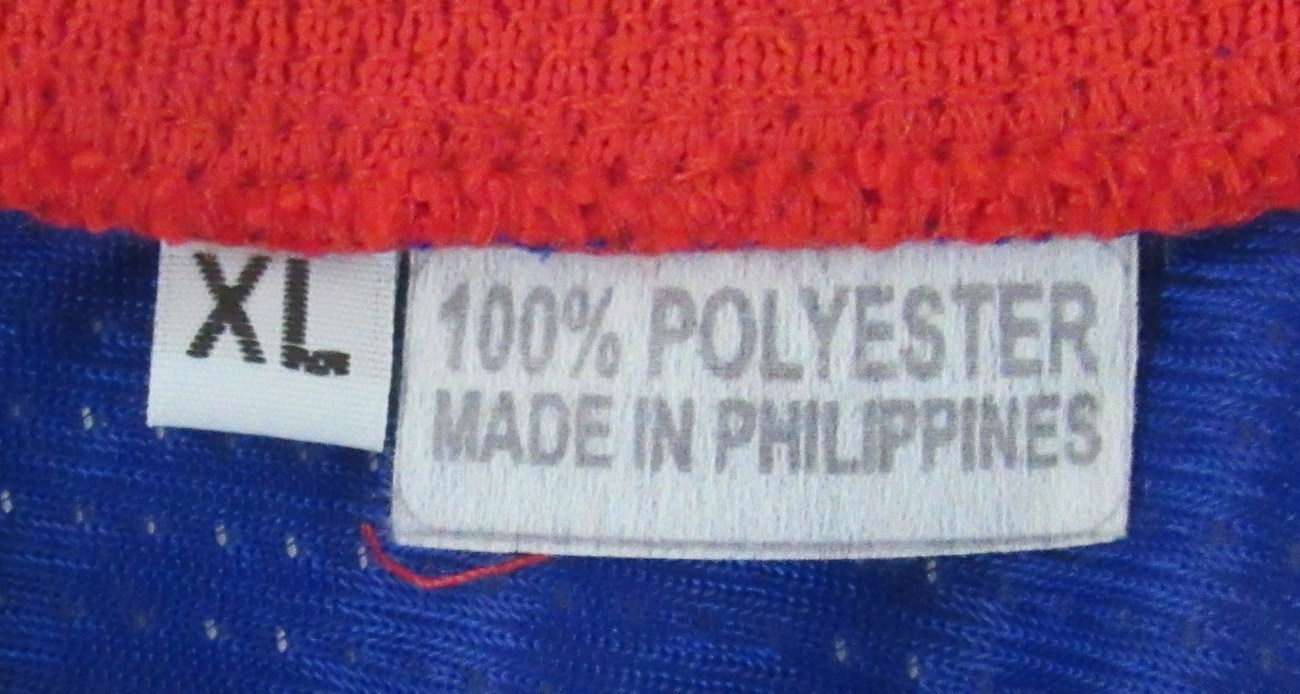 XL
100% POLYESTER
MADE IN PHILIPPINES